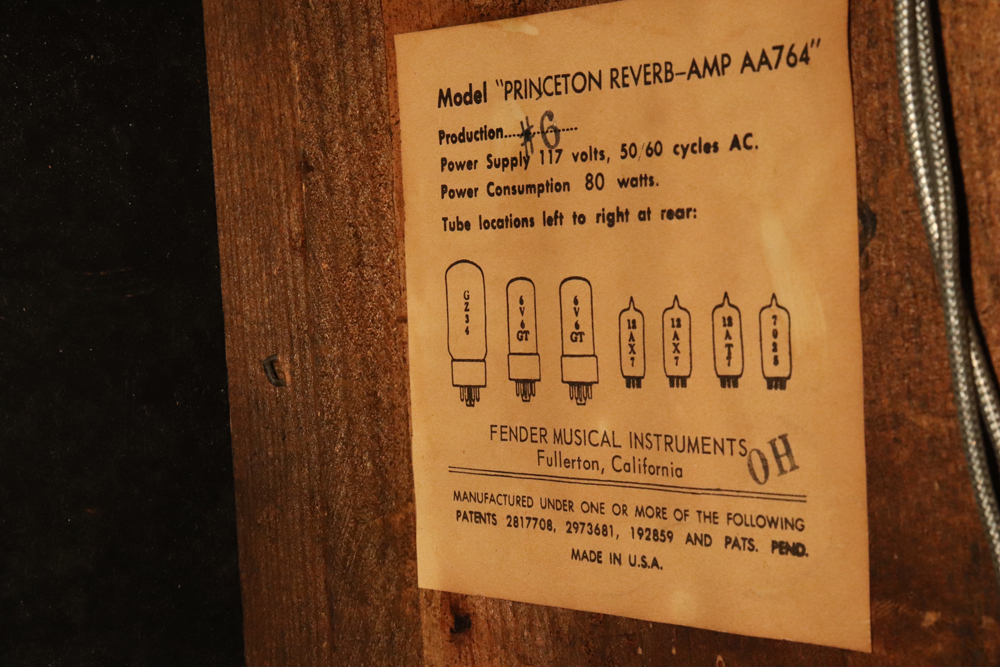 Model "PRINCETON REVERB-AMP AA764"
Production....#6....
Power Supply 117 volts, 50/60 cycles AC.
Power Consumption 80 watts.
Tube locations left to right at rear:
GZ34 6V6GT 6V6GT 12AX7 12AX7 12AT7 7025
FENDER MUSICAL INSTRUMENTS
OH
Fullerton, California
MANUFACTURED UNDER ONE OR MORE OF THE FOLLOWING
PATENTS 2817708, 2973681, 192859 AND PATS. PEND.
MADE IN U.S.A.